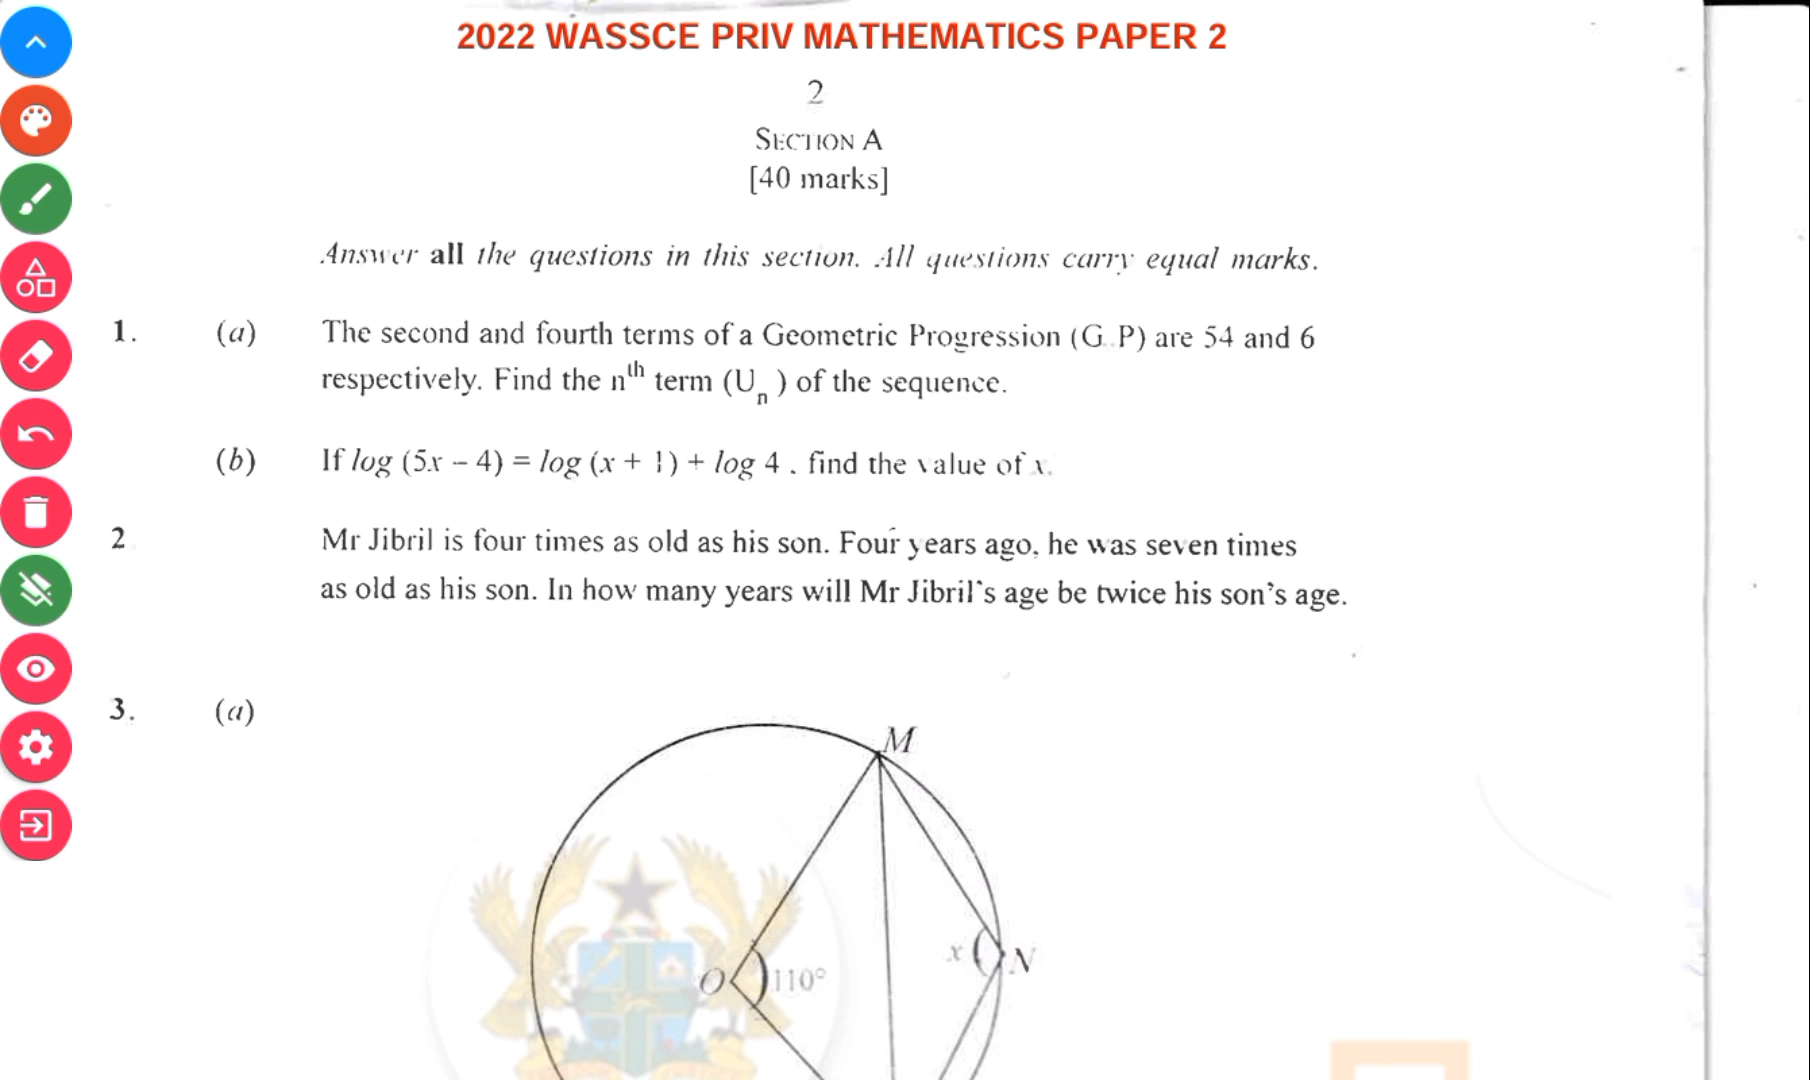 2022 WASSCE PRIV MATHEMATICS PAPER 2
2
SECTION A
[40 marks]
Answer all the questions in this section. All questions carry equal marks.
1. (a) The second and fourth terms of a Geometric Progression (G.P) are 54 and 6
respectively. Find the nth term (Un) of the sequence.
(b) If log (5x − 4) = log (x + 1) + log 4. find the value of x.
2 Mr Jibril is four times as old as his son. Four years ago, he was seven times
as old as his son. In how many years will Mr Jibril's age be twice his son's age.
3. (a)
M
x N
O 110°